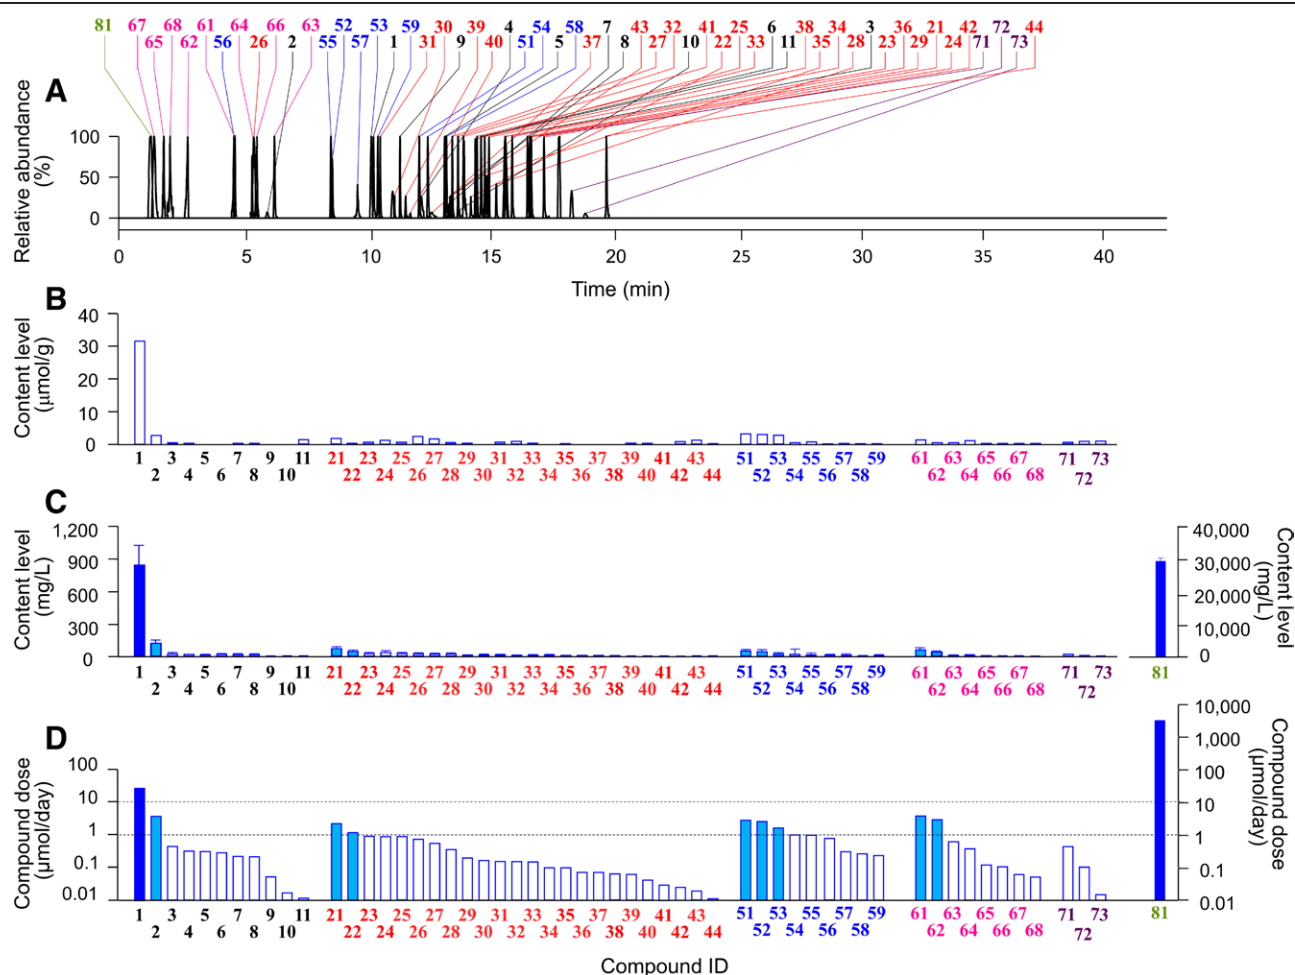 81 67 68 61 64 66 63 52 53 59 30 39 4 54 58 7 43 32 41 25 6 38 34 3 36 21 42 72 44
65 62 56 26 2 55 57 1 31 9 40 51 5 37 8 27 10 22 33 11 35 28 23 29 24 71 73
A
Relative abundance
(%)
100
50
0
0 5 10 15 20 25 30 35 40
Time (min)
B
Content level
(μmol/g)
40
30
20
10
0
1 3 5 7 9 11 21 23 25 27 29 31 33 35 37 39 41 43 51 53 55 57 59 61 63 65 67 71 73
2 4 6 8 10 22 24 26 28 30 32 34 36 38 40 42 44 52 54 56 58 62 64 66 68 72
C
Content level
(mg/L)
1,200
900
600
300
0
40,000
30,000
20,000
10,000
0
Content level
(mg/L)
1 3 5 7 9 11 21 23 25 27 29 31 33 35 37 39 41 43 51 53 55 57 59 61 63 65 67 71 73 81
2 4 6 8 10 22 24 26 28 30 32 34 36 38 40 42 44 52 54 56 58 62 64 66 68 72
D
Compound dose
(μmol/day)
100
10
1
0.1
0.01
10,000
1,000
100
10
1
0.1
0.01
Compound dose
(μmol/day)
1 3 5 7 9 11 21 23 25 27 29 31 33 35 37 39 41 43 51 53 55 57 59 61 63 65 67 71 73 81
2 4 6 8 10 22 24 26 28 30 32 34 36 38 40 42 44 52 54 56 58 62 64 66 68 72
Compound ID